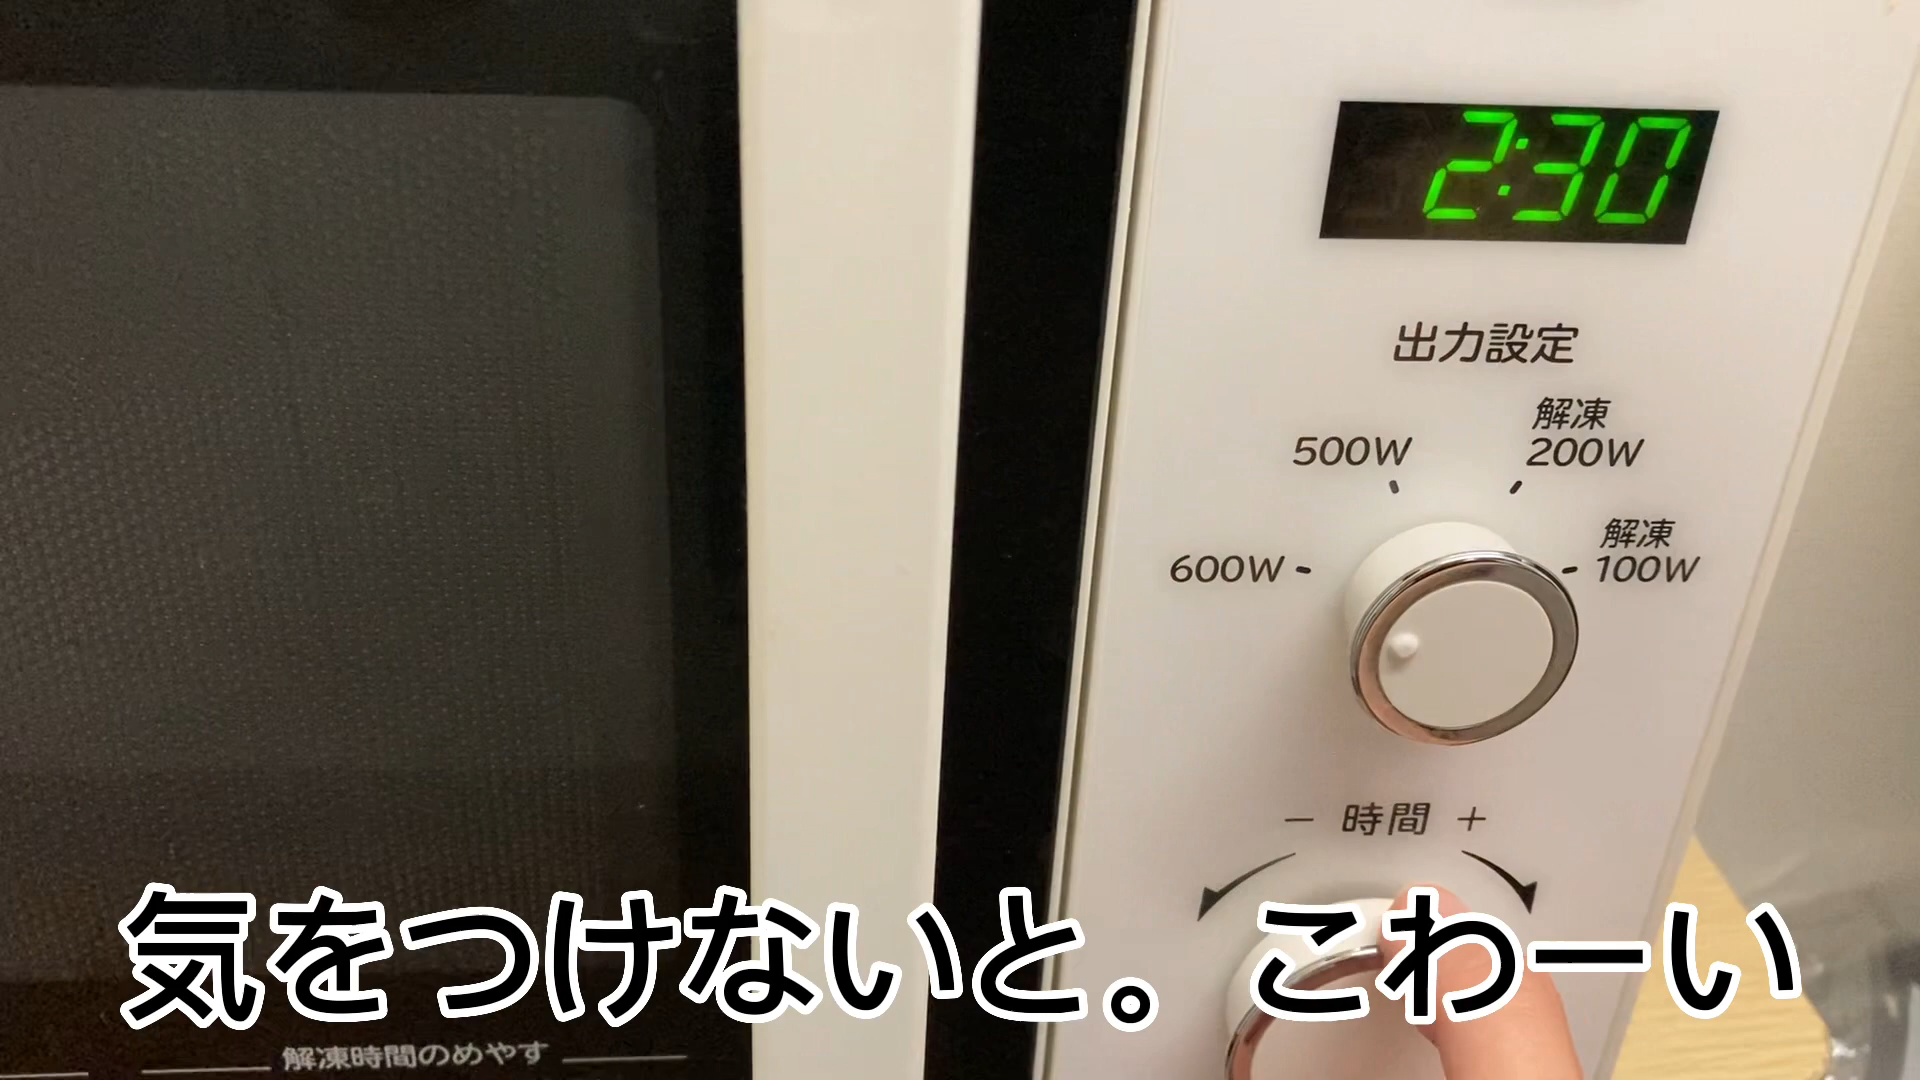 2:30
出力設定
500W
解凍
200W
600W
解凍
100W
− 時間 +
気をつけないと。こわーい
解凍時間のめやす